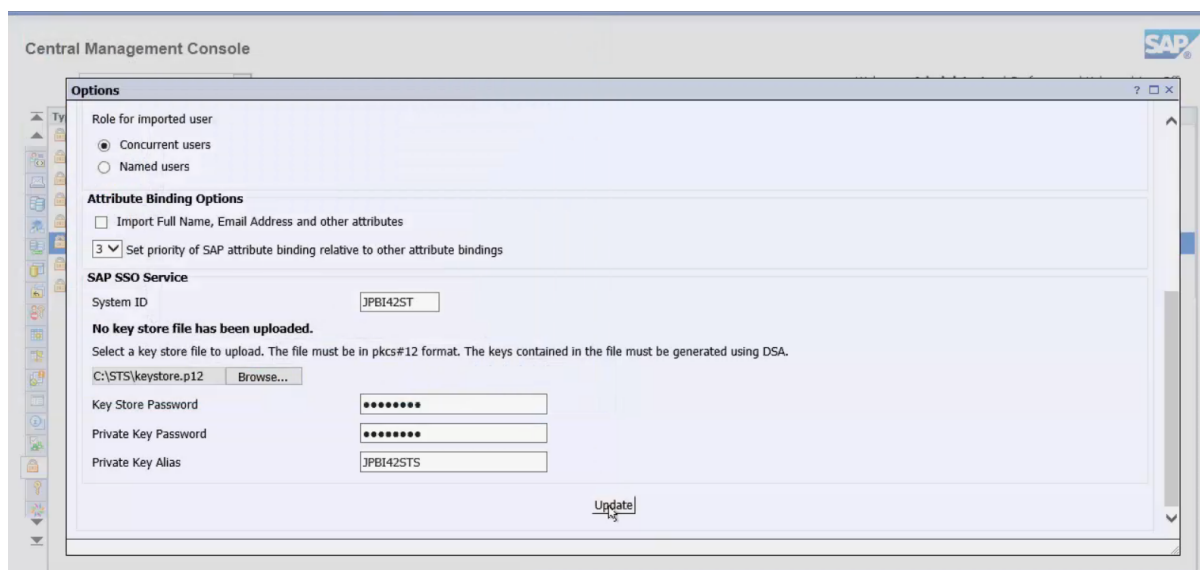 Central Management Console
SAP
Options
? □ ×
Ty
Role for imported user
Concurrent users
Named users
Attribute Binding Options
Import Full Name, Email Address and other attributes
3 Set priority of SAP attribute binding relative to other attribute bindings
SAP SSO Service
System ID JPBI42ST
No key store file has been uploaded.
Select a key store file to upload. The file must be in pkcs#12 format. The keys contained in the file must be generated using DSA.
C:\STS\keystore.p12 Browse...
Key Store Password ••••••••
Private Key Password ••••••••
Private Key Alias JPBI42STS
Update